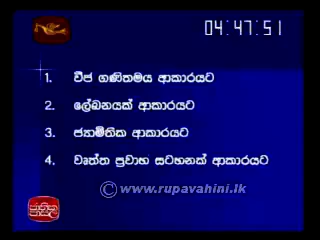 04:47:51
1. වීජ ගණිතමය ආකාරයට
2. ලේඛනයක් ආකාරයට
3. ජ්‍යාමිතික ආකාරයට
4. වෘත්ත ප්‍රවාහ සටහනක් ආකාරයට
© www.rupavahini.lk